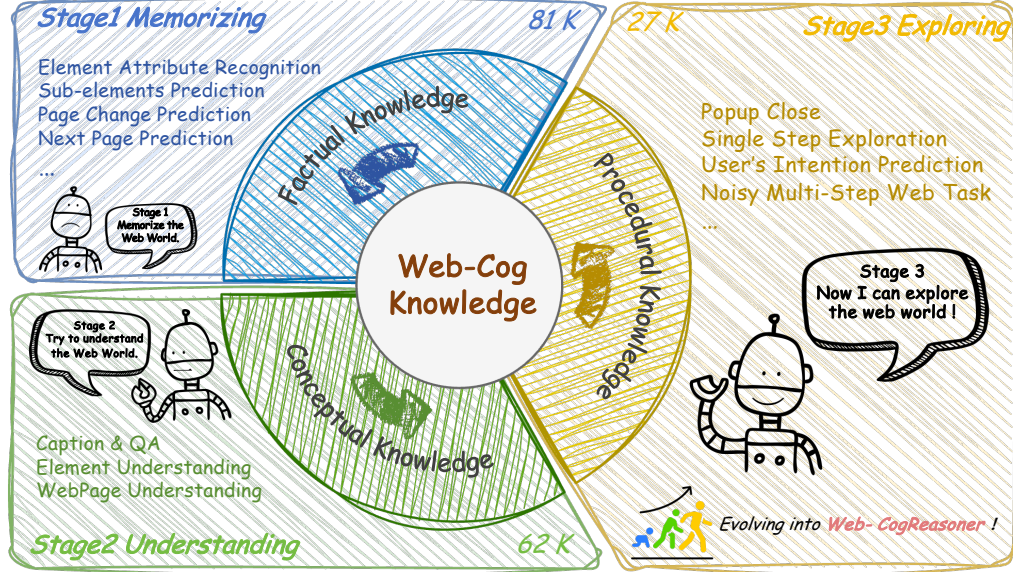 Stage1 Memorizing
81 K
Element Attribute Recognition
Sub-elements Prediction
Page Change Prediction
Next Page Prediction
...
Stage 1
Memorize the
Web World.
Factual Knowledge
27 K
Stage3 Exploring
Popup Close
Single Step Exploration
User's Intention Prediction
Noisy Multi-Step Web Task
...
Procedural Knowledge
Stage 3
Now I can explore
the web world !
Web-Cog
Knowledge
Stage 2
Try to understand
the Web World.
Conceptual Knowledge
Caption & QA
Element Understanding
WebPage Understanding
Stage2 Understanding
62 K
Evolving into Web- CogReasoner !